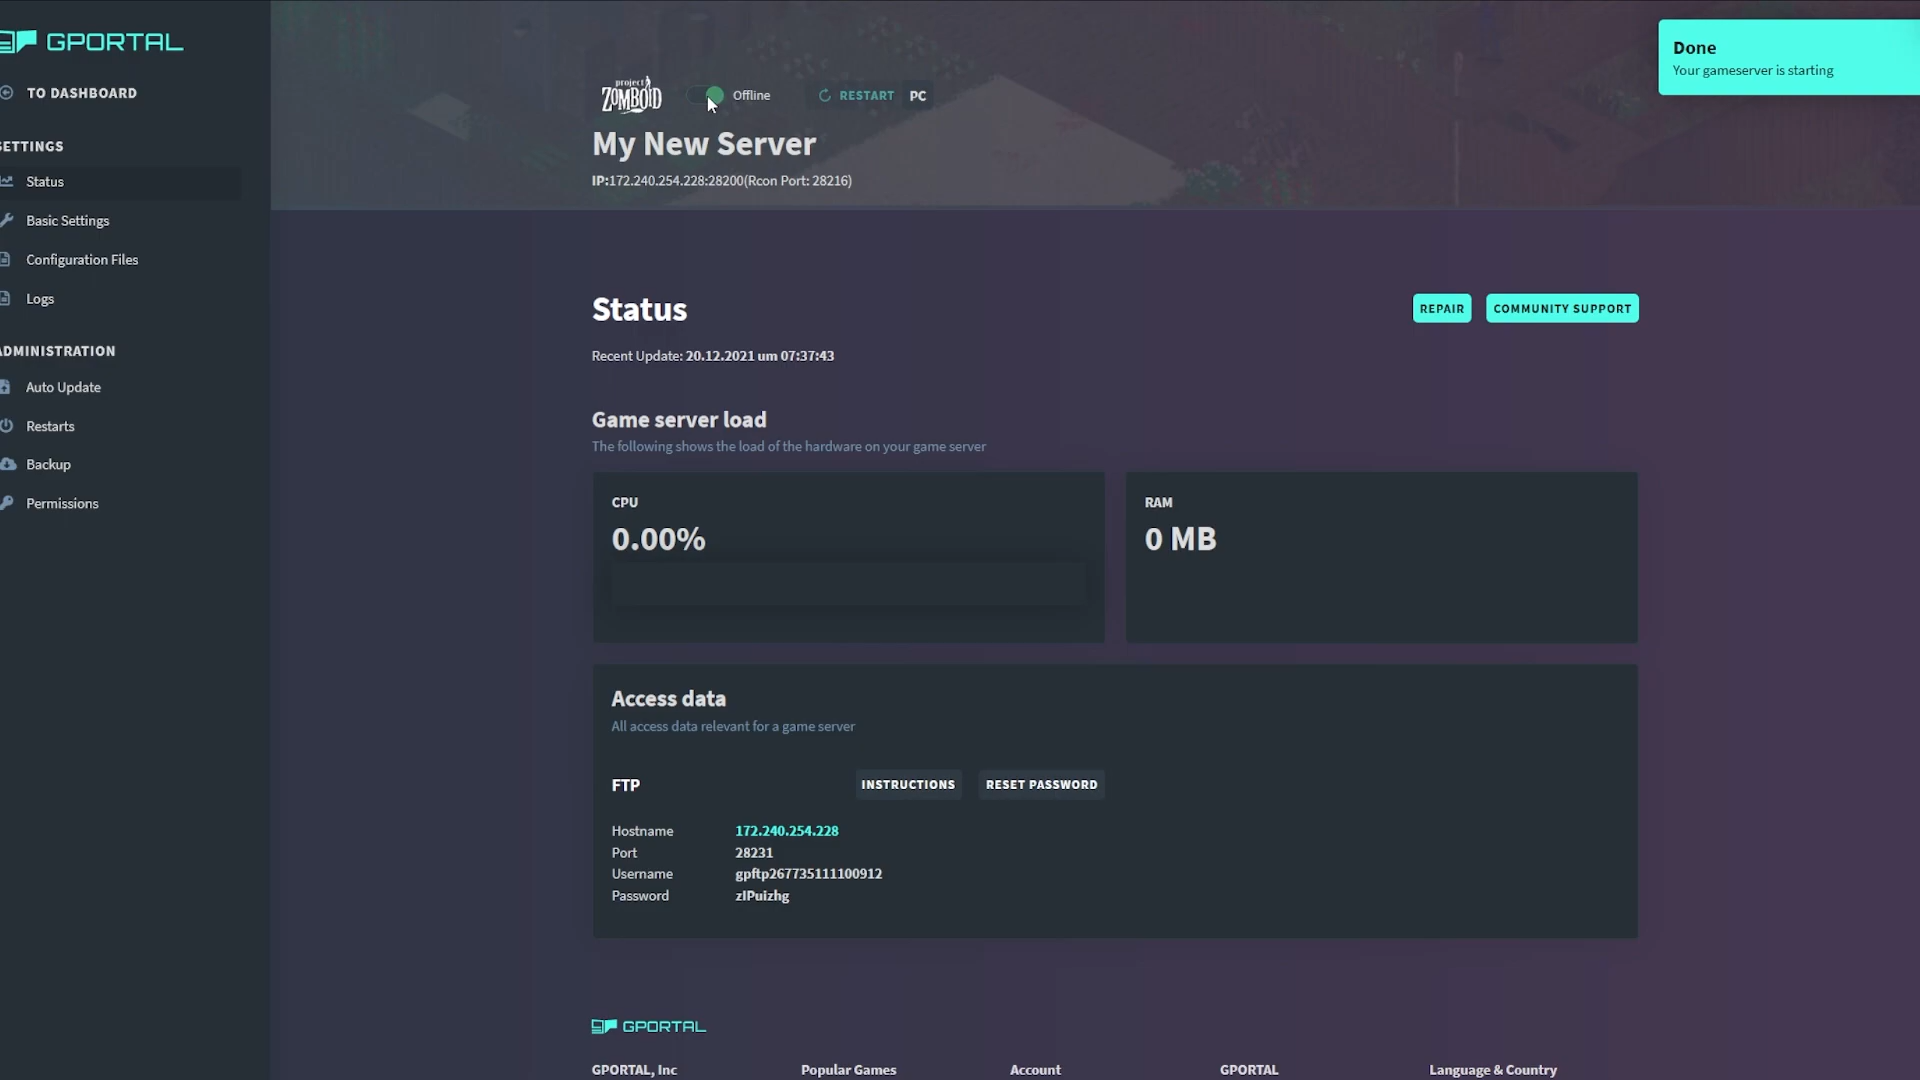 GPORTAL
TO DASHBOARD
SETTINGS
Status
Basic Settings
Configuration Files
Logs
ADMINISTRATION
Auto Update
Restarts
Backup
Permissions
project
ZOMBOID
Offline
RESTART
PC
My New Server
IP:172.240.254.228:28200(Rcon Port: 28216)
Done
Your gameserver is starting
Status
REPAIR
COMMUNITY SUPPORT
Recent Update: 20.12.2021 um 07:37:43
Game server load
The following shows the load of the hardware on your game server
CPU
0.00%
RAM
0 MB
Access data
All access data relevant for a game server
FTP
INSTRUCTIONS
RESET PASSWORD
Hostname 172.240.254.228
Port 28231
Username gpftp267735111100912
Password zIPuizhg
GPORTAL
GPORTAL, Inc
Popular Games
Account
GPORTAL
Language & Country